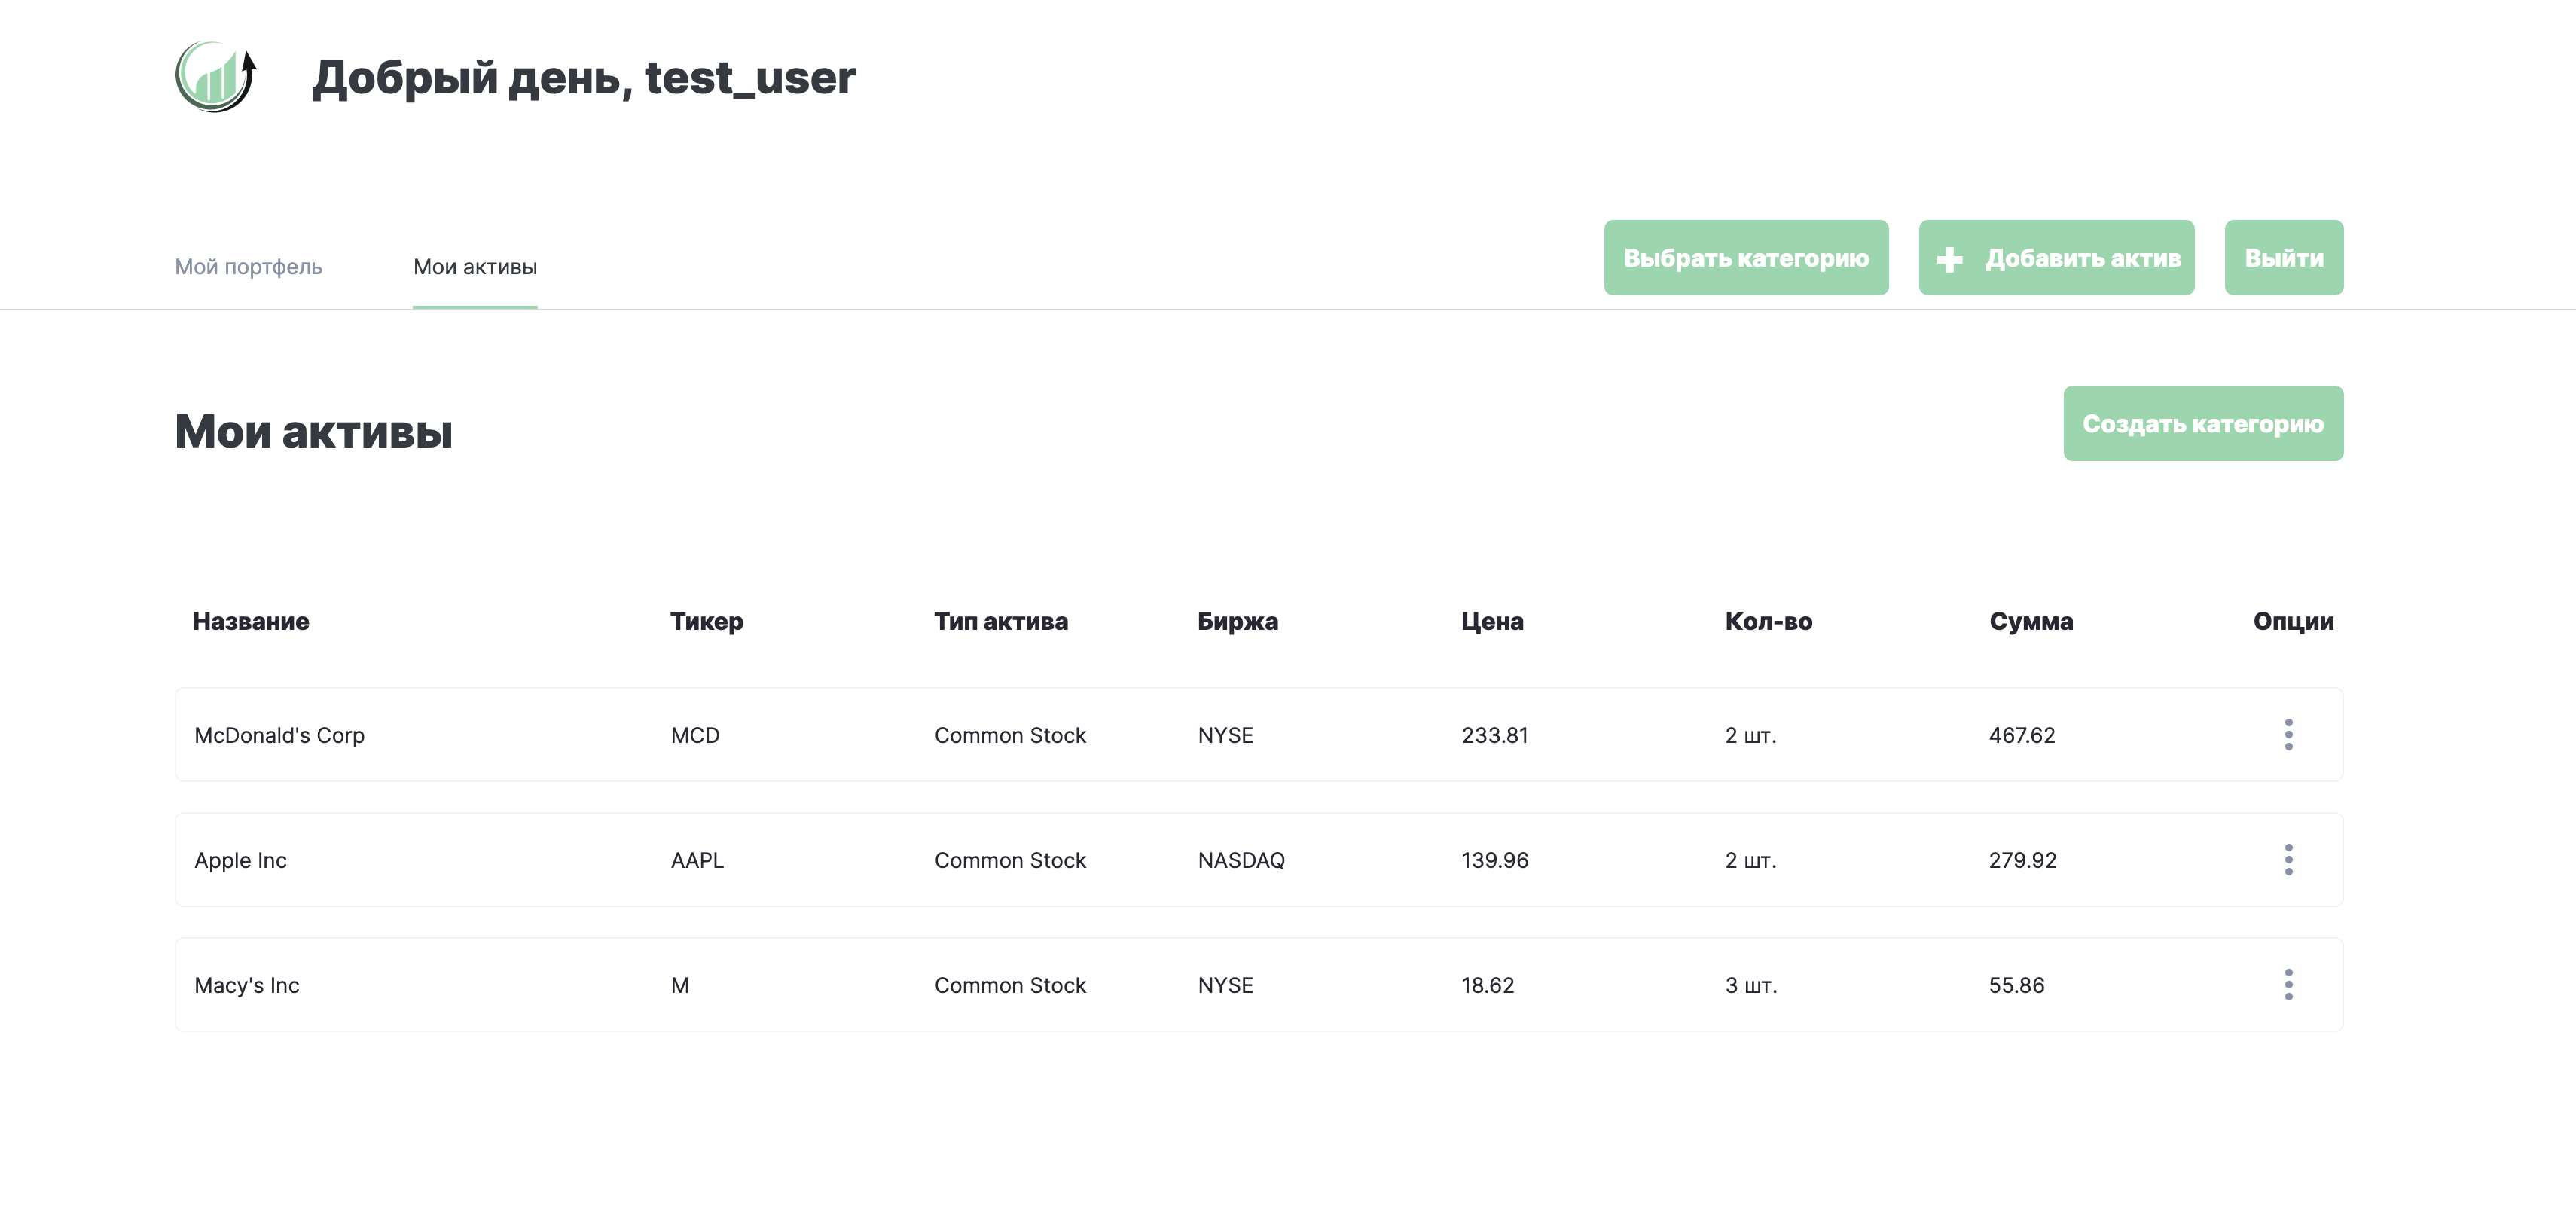 Добрый день, test_user
Мой портфель Мои активы Выбрать категорию Добавить актив Выйти
Мои активы Создать категорию
Название Тикер Тип актива Биржа Цена Кол-во Сумма Опции
McDonald's Corp MCD Common Stock NYSE 233.81 2 шт. 467.62
Apple Inc AAPL Common Stock NASDAQ 139.96 2 шт. 279.92
Macy's Inc M Common Stock NYSE 18.62 3 шт. 55.86